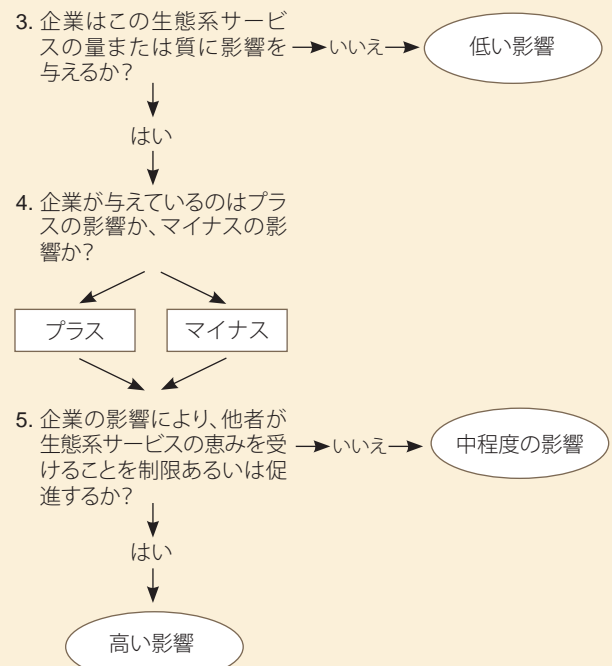 3. 企業はこの生態系サービ
スの量または質に影響を
与えるか?
いいえ
低い影響
はい
4. 企業が与えているのはプラ
スの影響か、マイナスの影
響か?
プラス
マイナス
5. 企業の影響により、他者が
生態系サービスの恵みを受
けることを制限あるいは促
進するか?
いいえ
中程度の影響
はい
高い影響